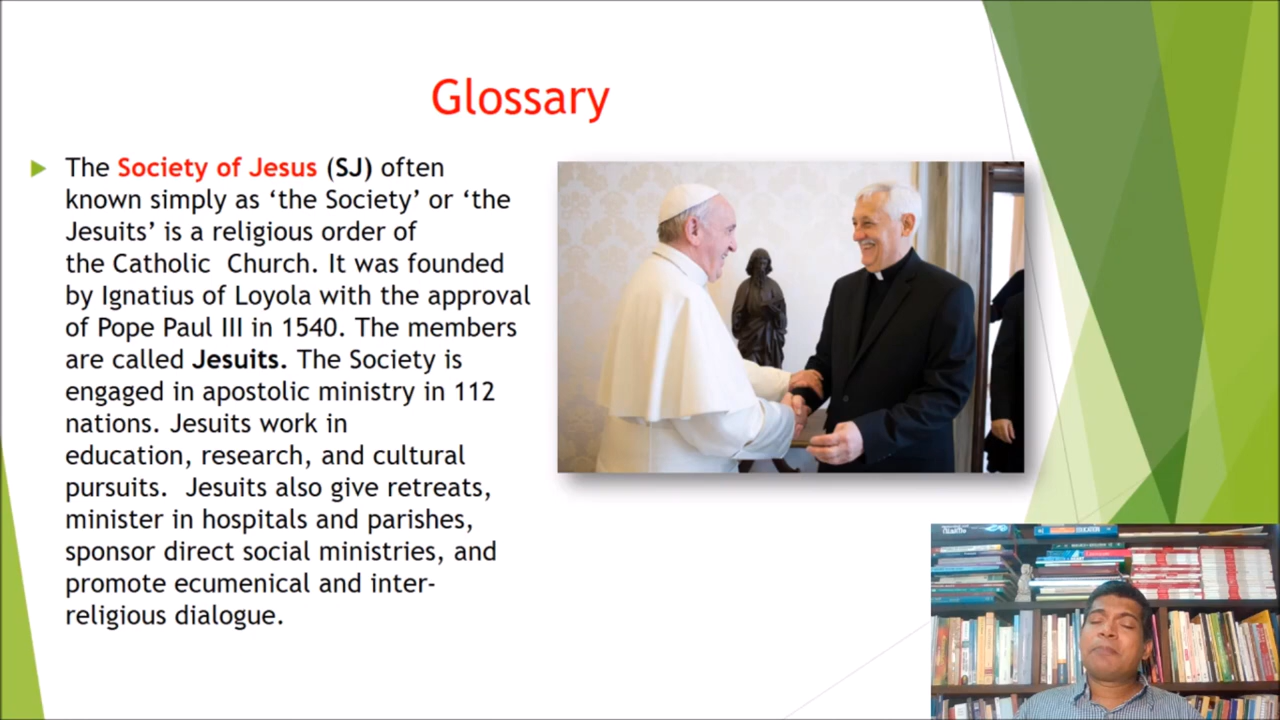 Glossary
The Society of Jesus (SJ) often
known simply as ‘the Society’ or ‘the
Jesuits’ is a religious order of
the Catholic  Church. It was founded
by Ignatius of Loyola with the approval
of Pope Paul III in 1540. The members
are called Jesuits. The Society is
engaged in apostolic ministry in 112
nations. Jesuits work in
education, research, and cultural
pursuits.  Jesuits also give retreats,
minister in hospitals and parishes,
sponsor direct social ministries, and
promote ecumenical and inter-
religious dialogue.
EDUCATION